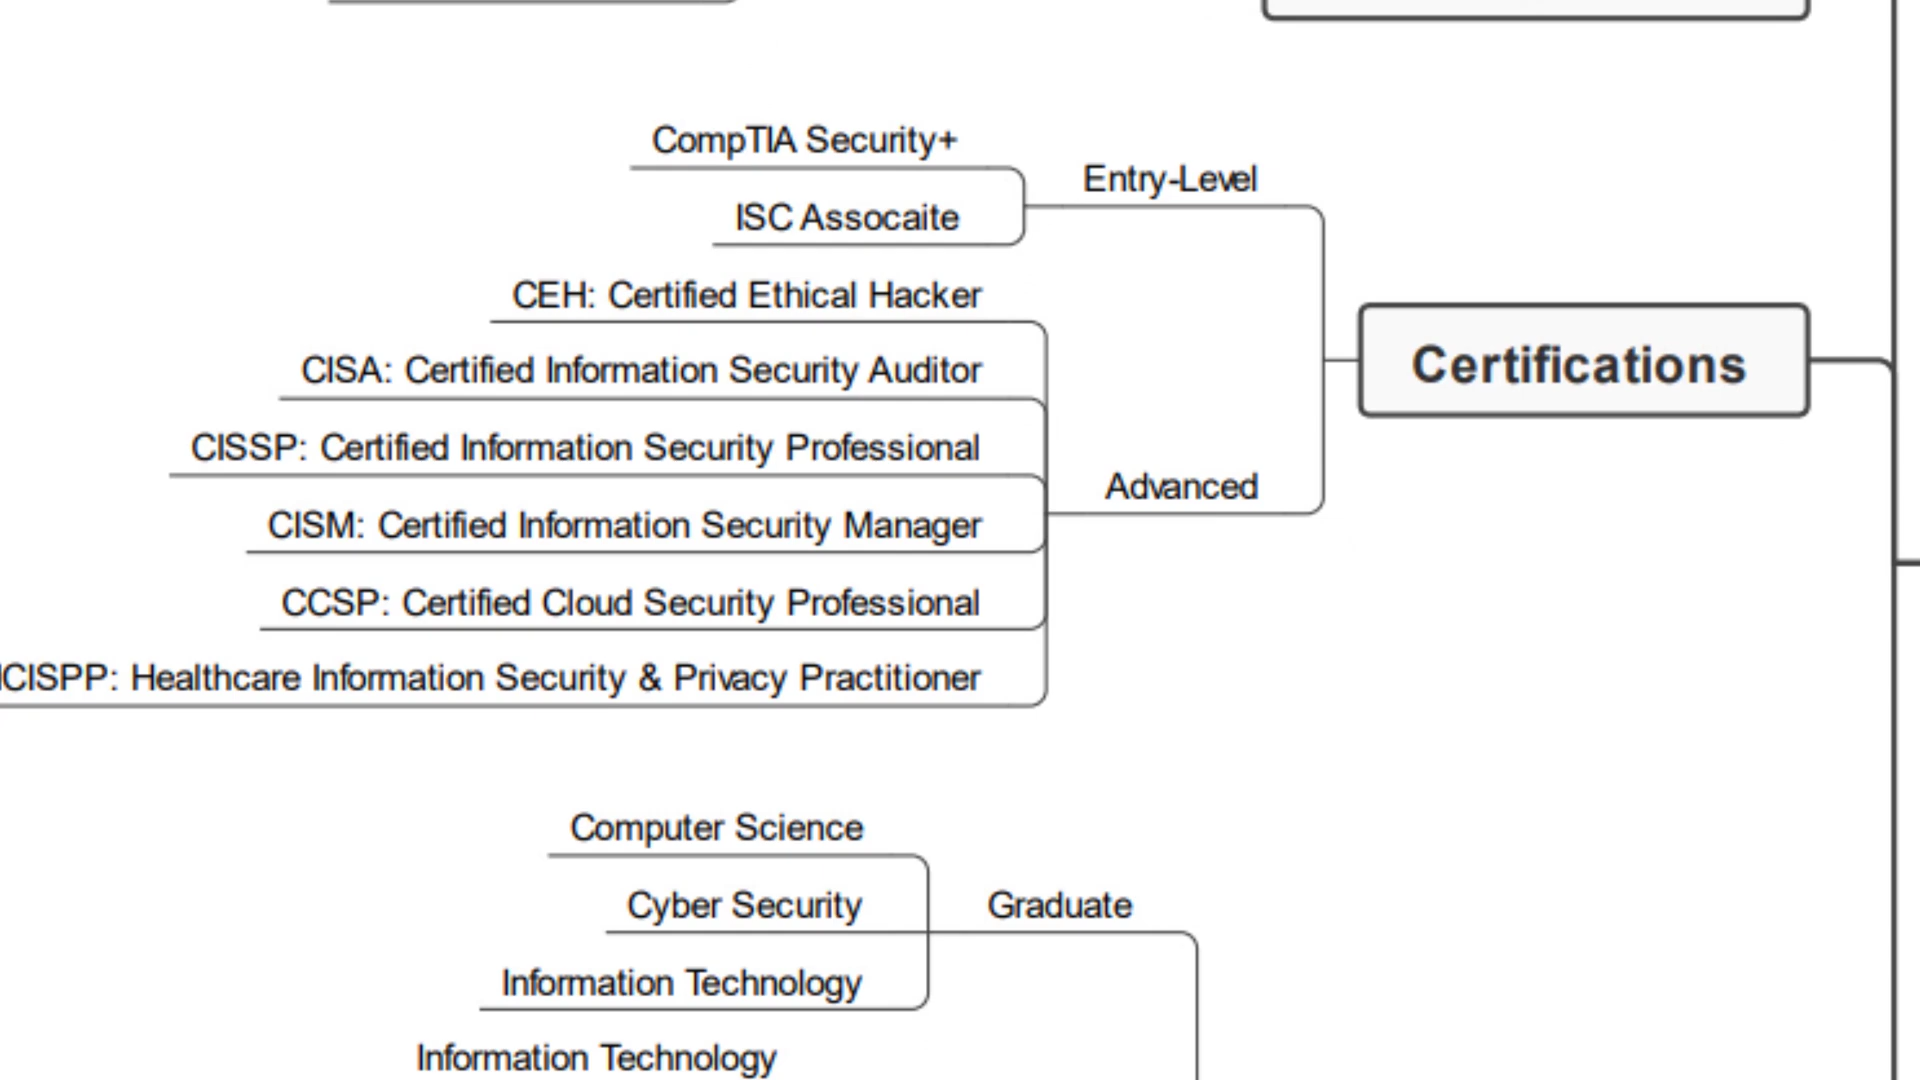 CompTIA Security+
Entry-Level
ISC Assocaite
CEH: Certified Ethical Hacker
CISA: Certified Information Security Auditor
Certifications
CISSP: Certified Information Security Professional
Advanced
CISM: Certified Information Security Manager
CCSP: Certified Cloud Security Professional
CISPP: Healthcare Information Security & Privacy Practitioner
Computer Science
Cyber Security
Graduate
Information Technology
Information Technology